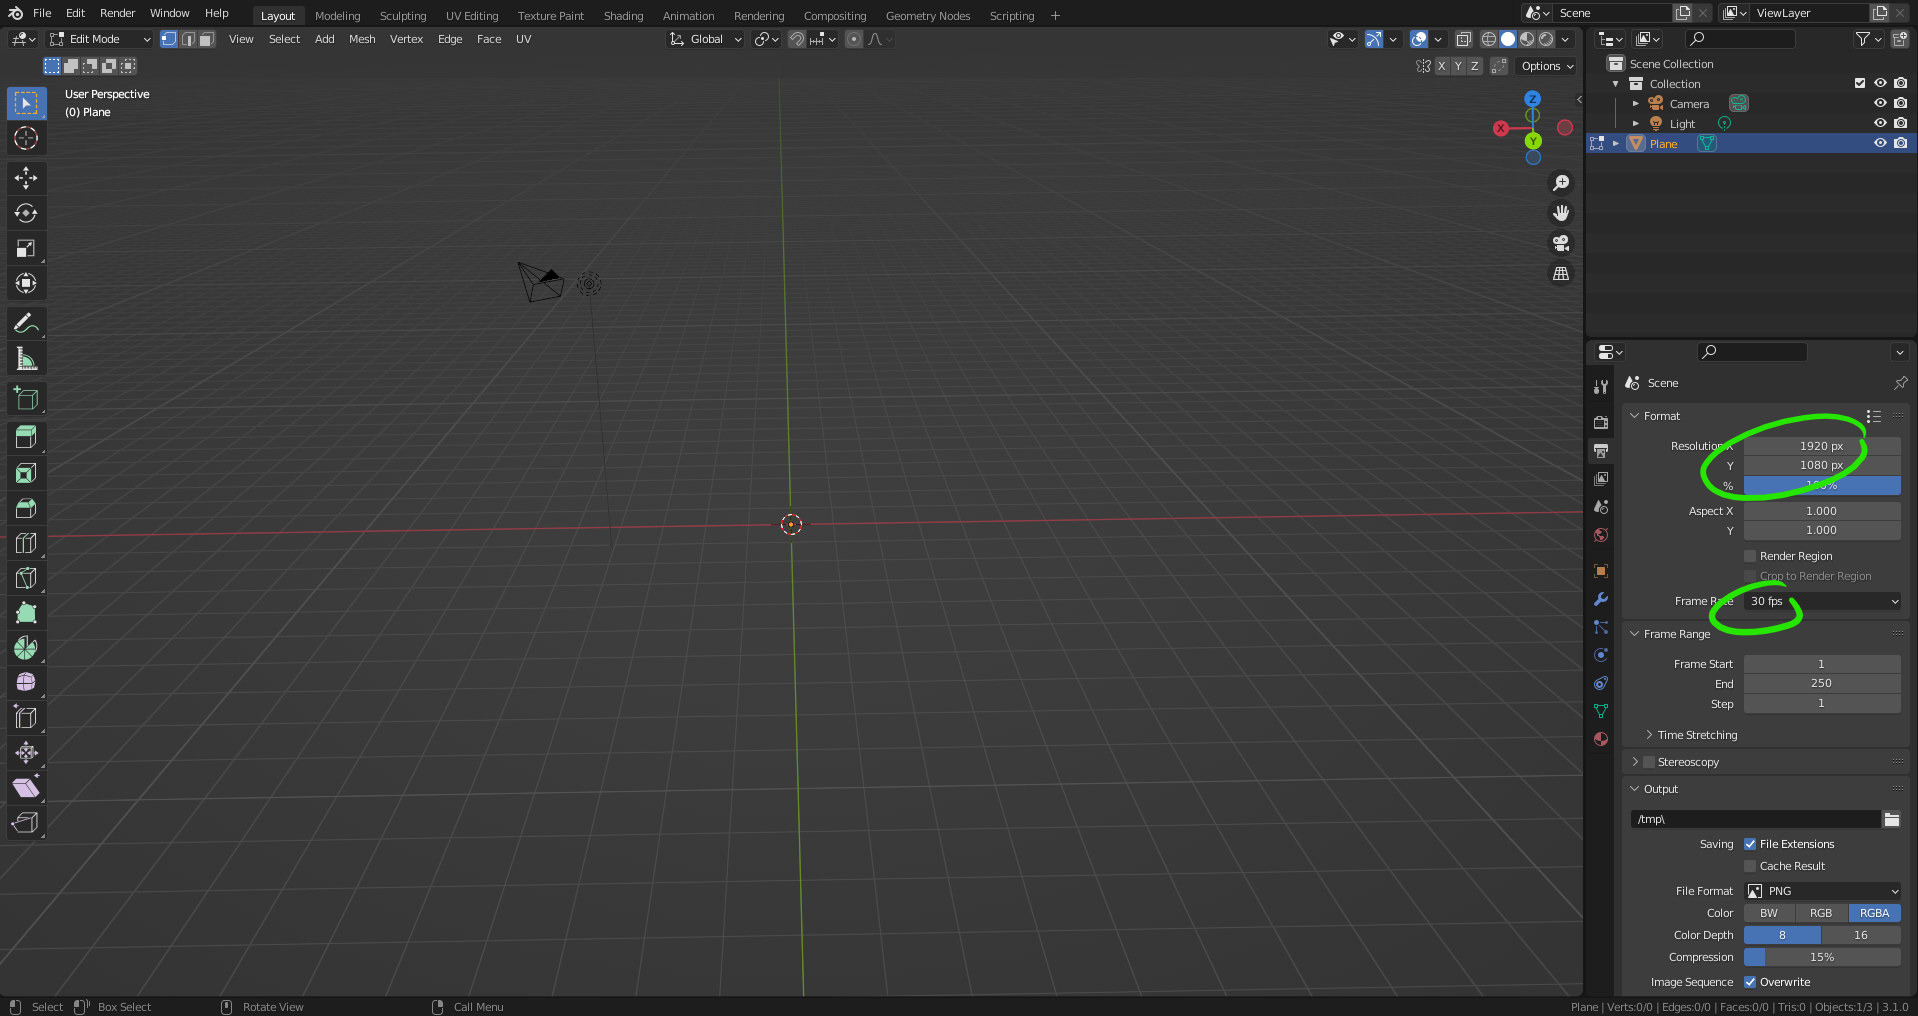 File Edit Render Window Help Layout Modeling Sculpting UV Editing Texture Paint Shading Animation Rendering Compositing Geometry Nodes Scripting + Scene ViewLayer
Edit Mode View Select Add Mesh Vertex Edge Face UV Global
X Y Z Options
User Perspective
(0) Plane
Z
X
Y
Scene Collection
Collection
Camera
Light
Plane
Scene
Format
Resolution X 1920 px
Y 1080 px
% 100%
Aspect X 1.000
Y 1.000
Render Region
Crop to Render Region
Frame Rate 30 fps
Frame Range
Frame Start 1
End 250
Step 1
Time Stretching
Stereoscopy
Output
/tmp\
Saving File Extensions
Cache Result
File Format PNG
Color BW RGB RGBA
Color Depth 8 16
Compression 15%
Image Sequence Overwrite
Select Box Select Rotate View Call Menu Plane | Verts:0/0 | Edges:0/0 | Faces:0/0 | Tris:0 | Objects:1/3 | 3.1.0